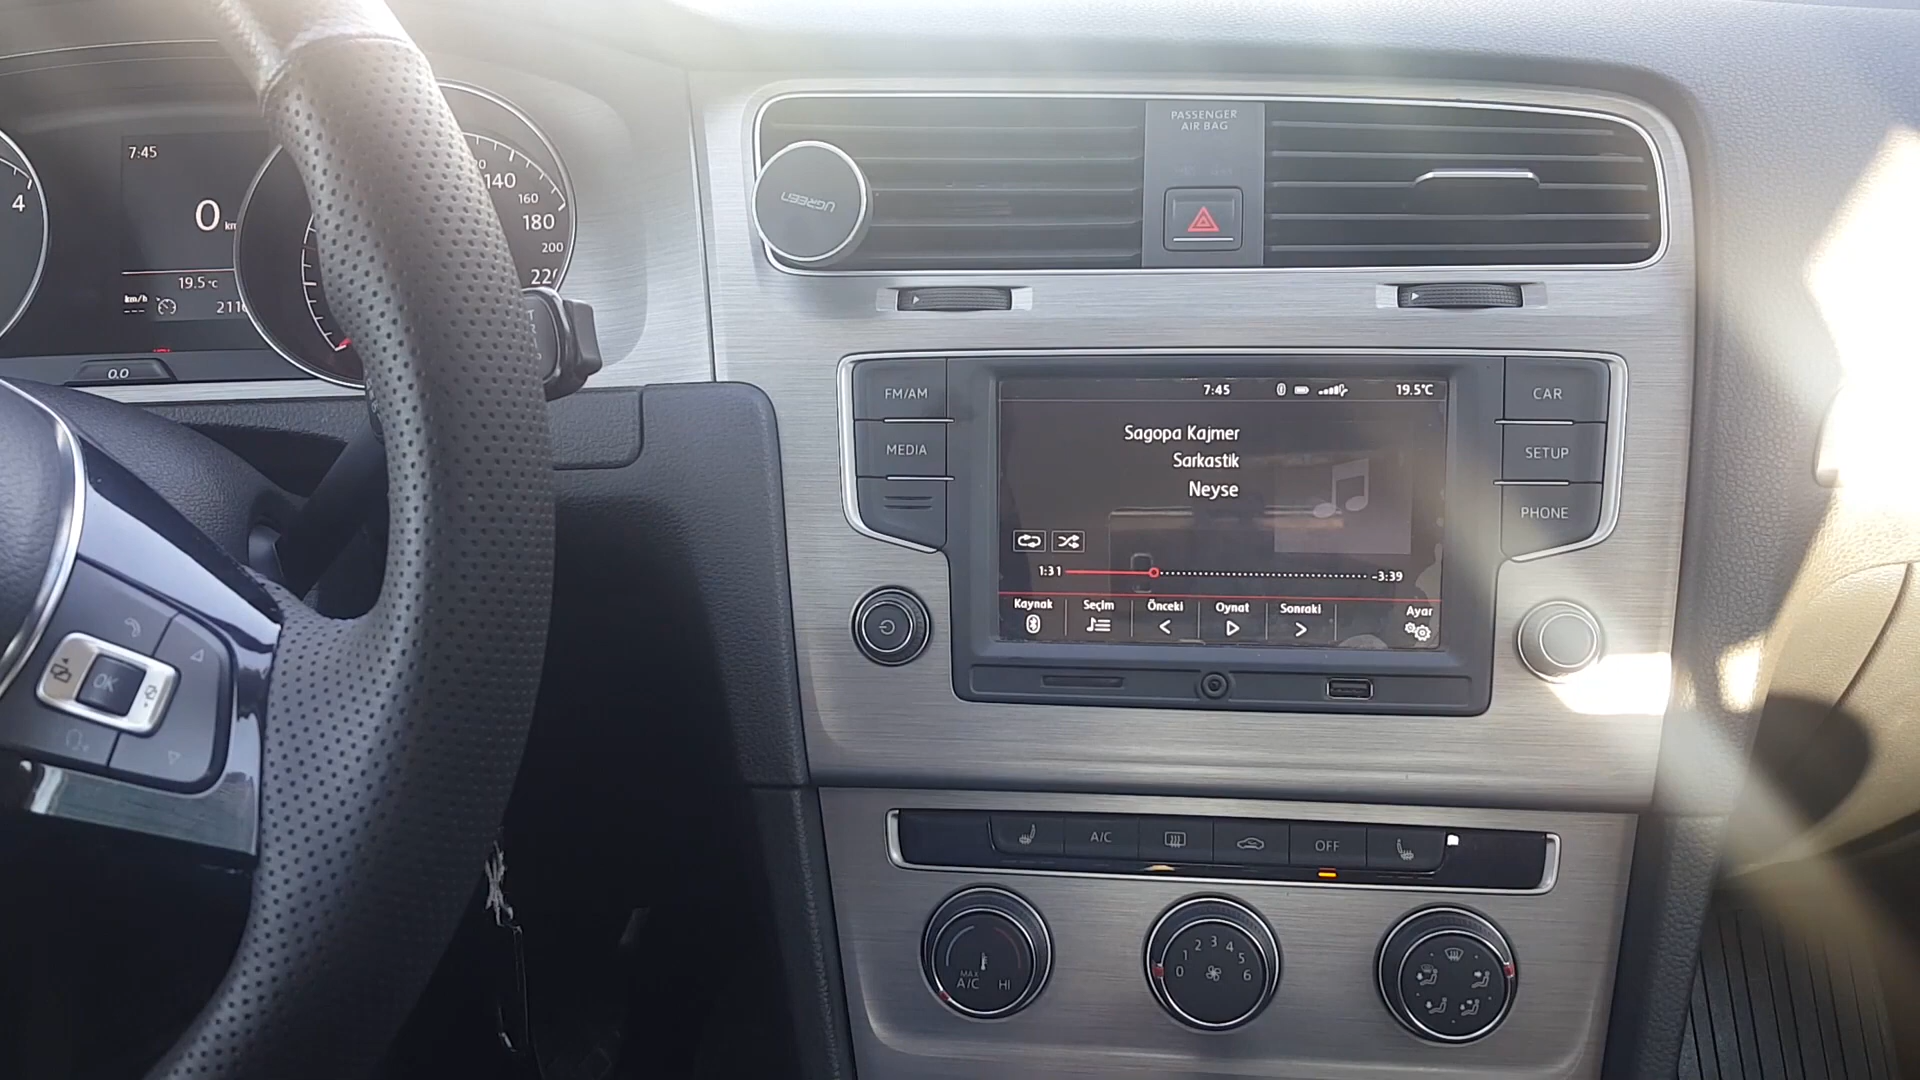 7:45
0 km
19.5°C
km/h
---
0.0
4
140
160
180
200
220
UGREEN
PASSENGER
AIR BAG
FM/AM
MEDIA
CAR
SETUP
PHONE
7:45
19.5°C
Sagopa Kajmer
Sarkastik
Neyse
1:31
-3:39
Kaynak
Seçim
Önceki
Oynat
Sonraki
Ayar
OK
A/C
OFF
MAX
A/C
HI
0 1 2 3 4 5 6